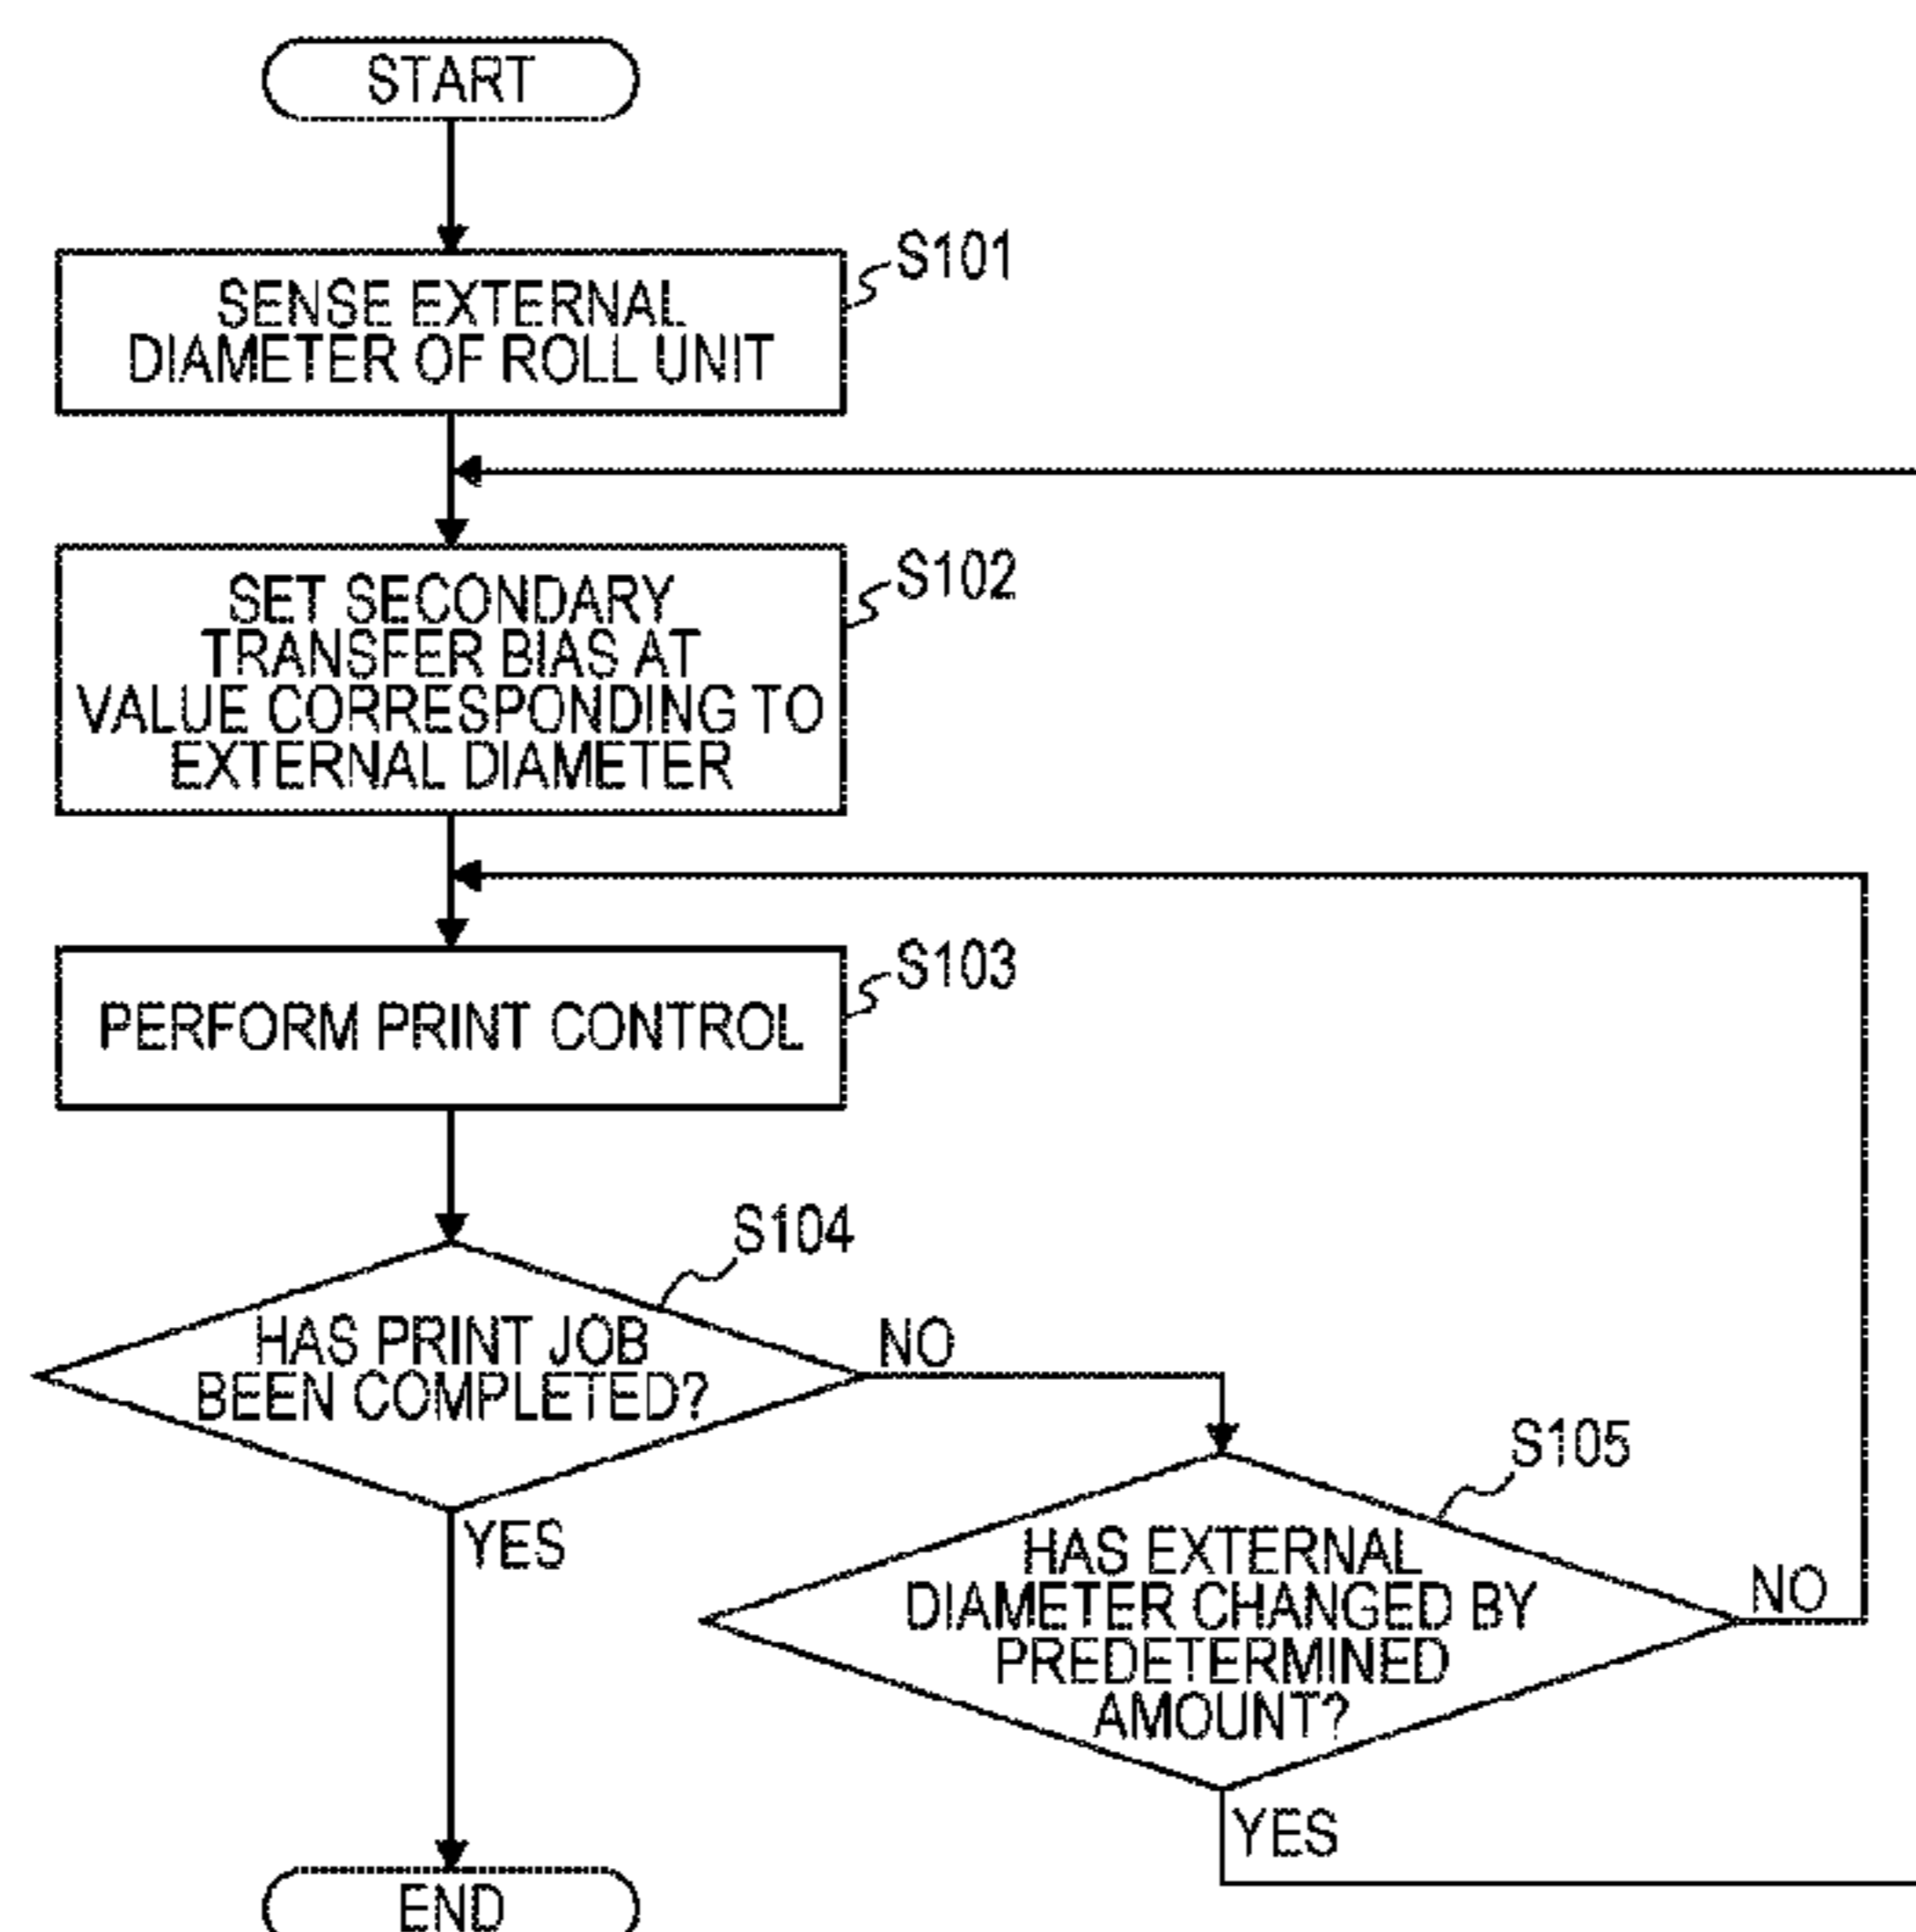 START
S101
SENSE EXTERNAL
DIAMETER OF ROLL UNIT
S102
SET SECONDARY
TRANSFER BIAS AT
VALUE CORRESPONDING TO
EXTERNAL DIAMETER
S103
PERFORM PRINT CONTROL
S104
HAS PRINT JOB
BEEN COMPLETED?
NO
YES
S105
HAS EXTERNAL
DIAMETER CHANGED BY
PREDETERMINED
AMOUNT?
NO
YES
END